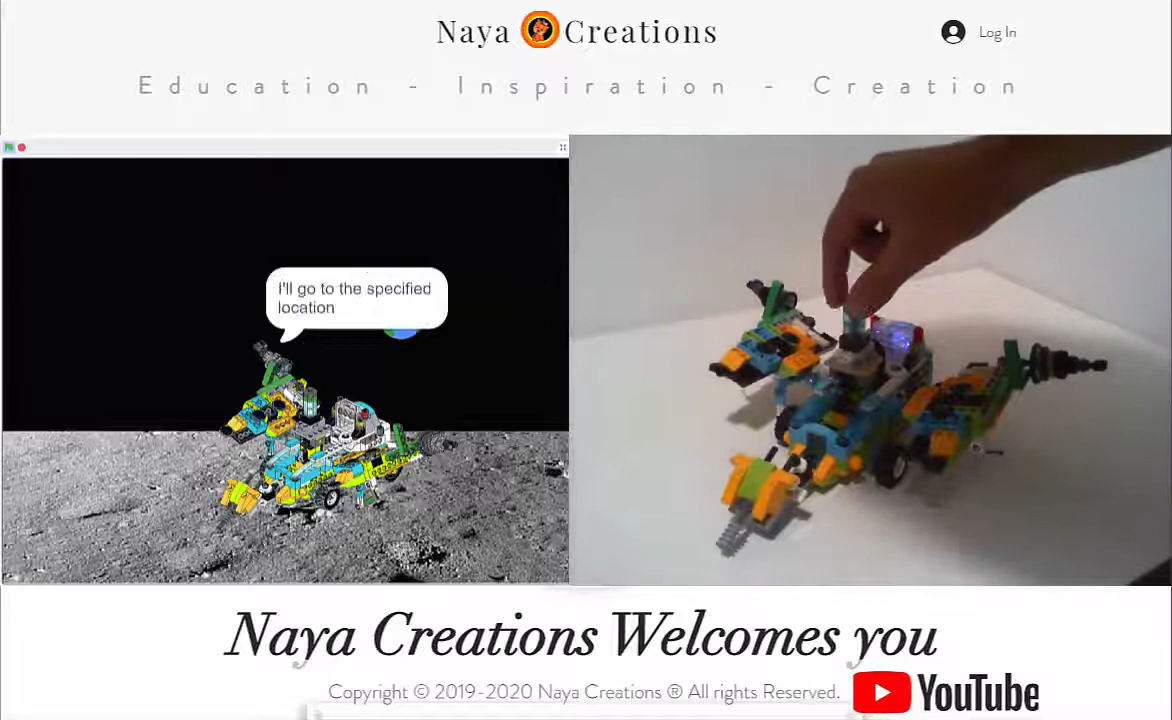 Naya Creations
Log In
Education - Inspiration - Creation
I'll go to the specified
location
Naya Creations Welcomes you
Copyright © 2019-2020 Naya Creations ® All rights Reserved.
YouTube